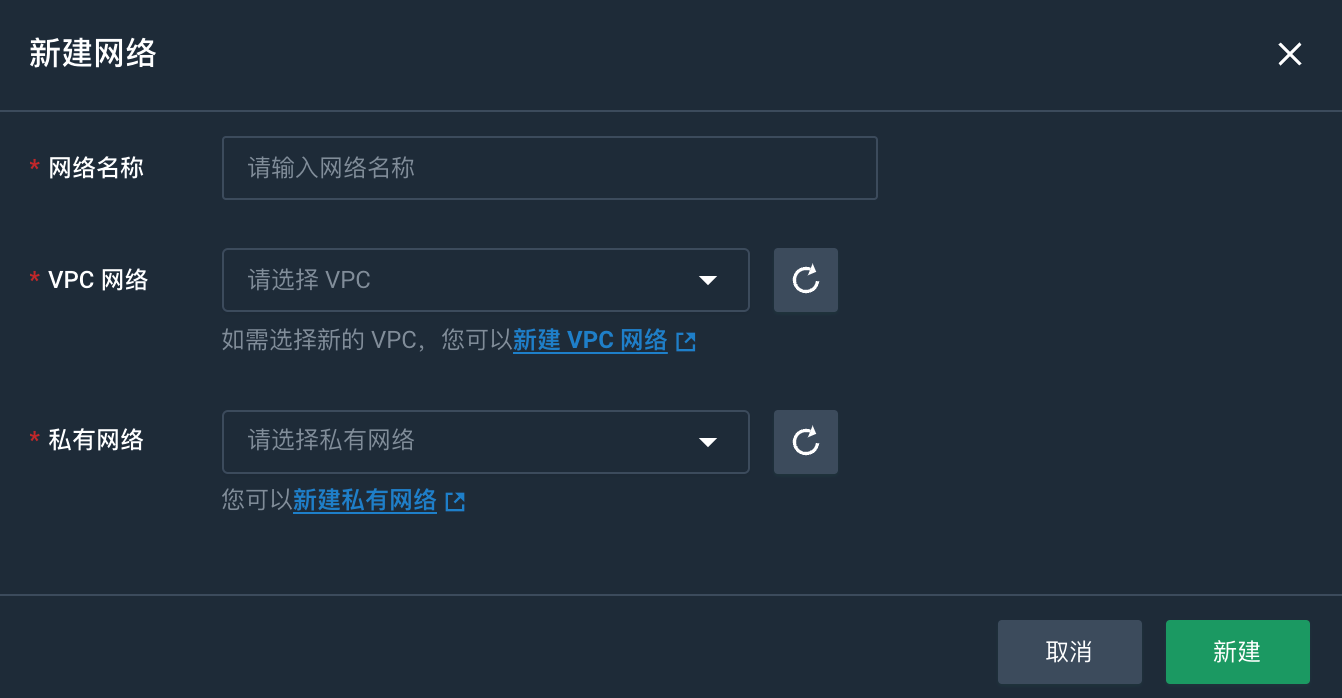 新建网络
* 网络名称
请输入网络名称
* VPC 网络
请选择 VPC
如需选择新的 VPC，您可以新建 VPC 网络
* 私有网络
请选择私有网络
您可以新建私有网络
取消
新建